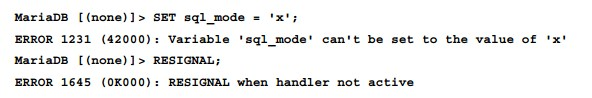 MariaDB [(none)]> SET sql_mode = 'x';
ERROR 1231 (42000): Variable 'sql_mode' can't be set to the value of 'x'
MariaDB [(none)]> RESIGNAL;
ERROR 1645 (0K000): RESIGNAL when handler not active